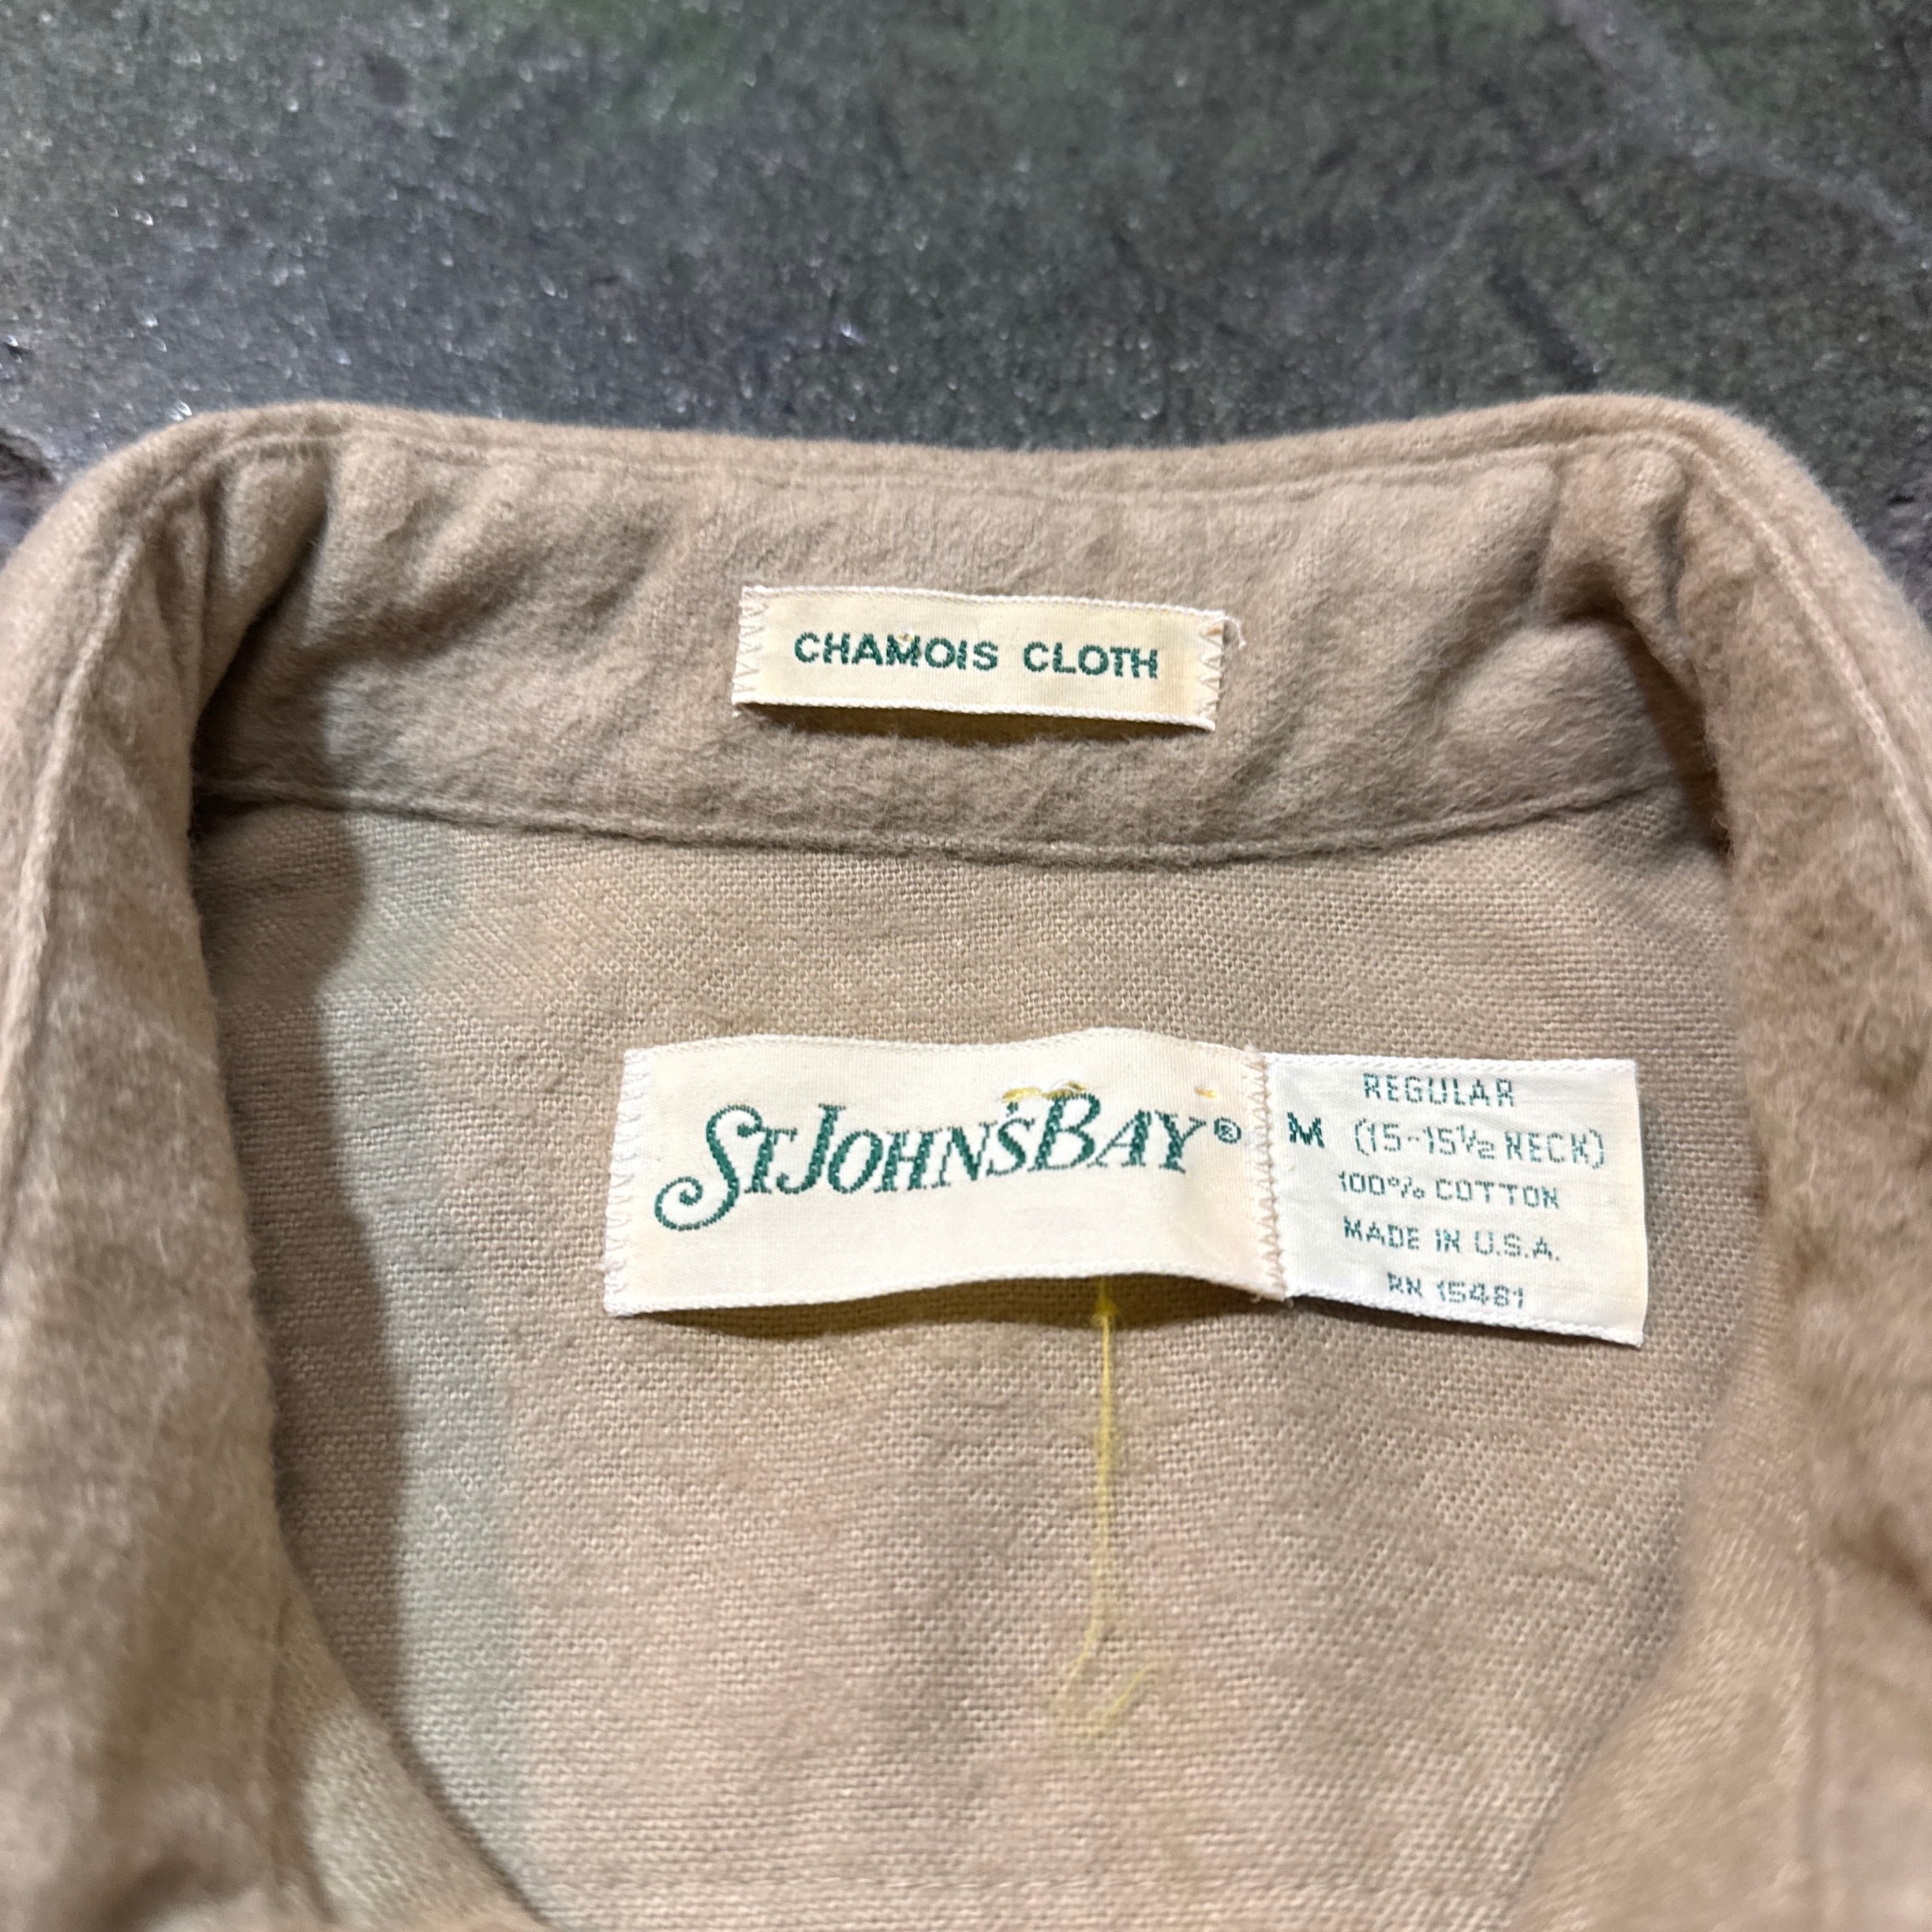 CHAMOIS CLOTH
ST JOHN'S BAY®
REGULAR
M (15-15½ NECK)
100% COTTON
MADE IN U.S.A.
RN 15481